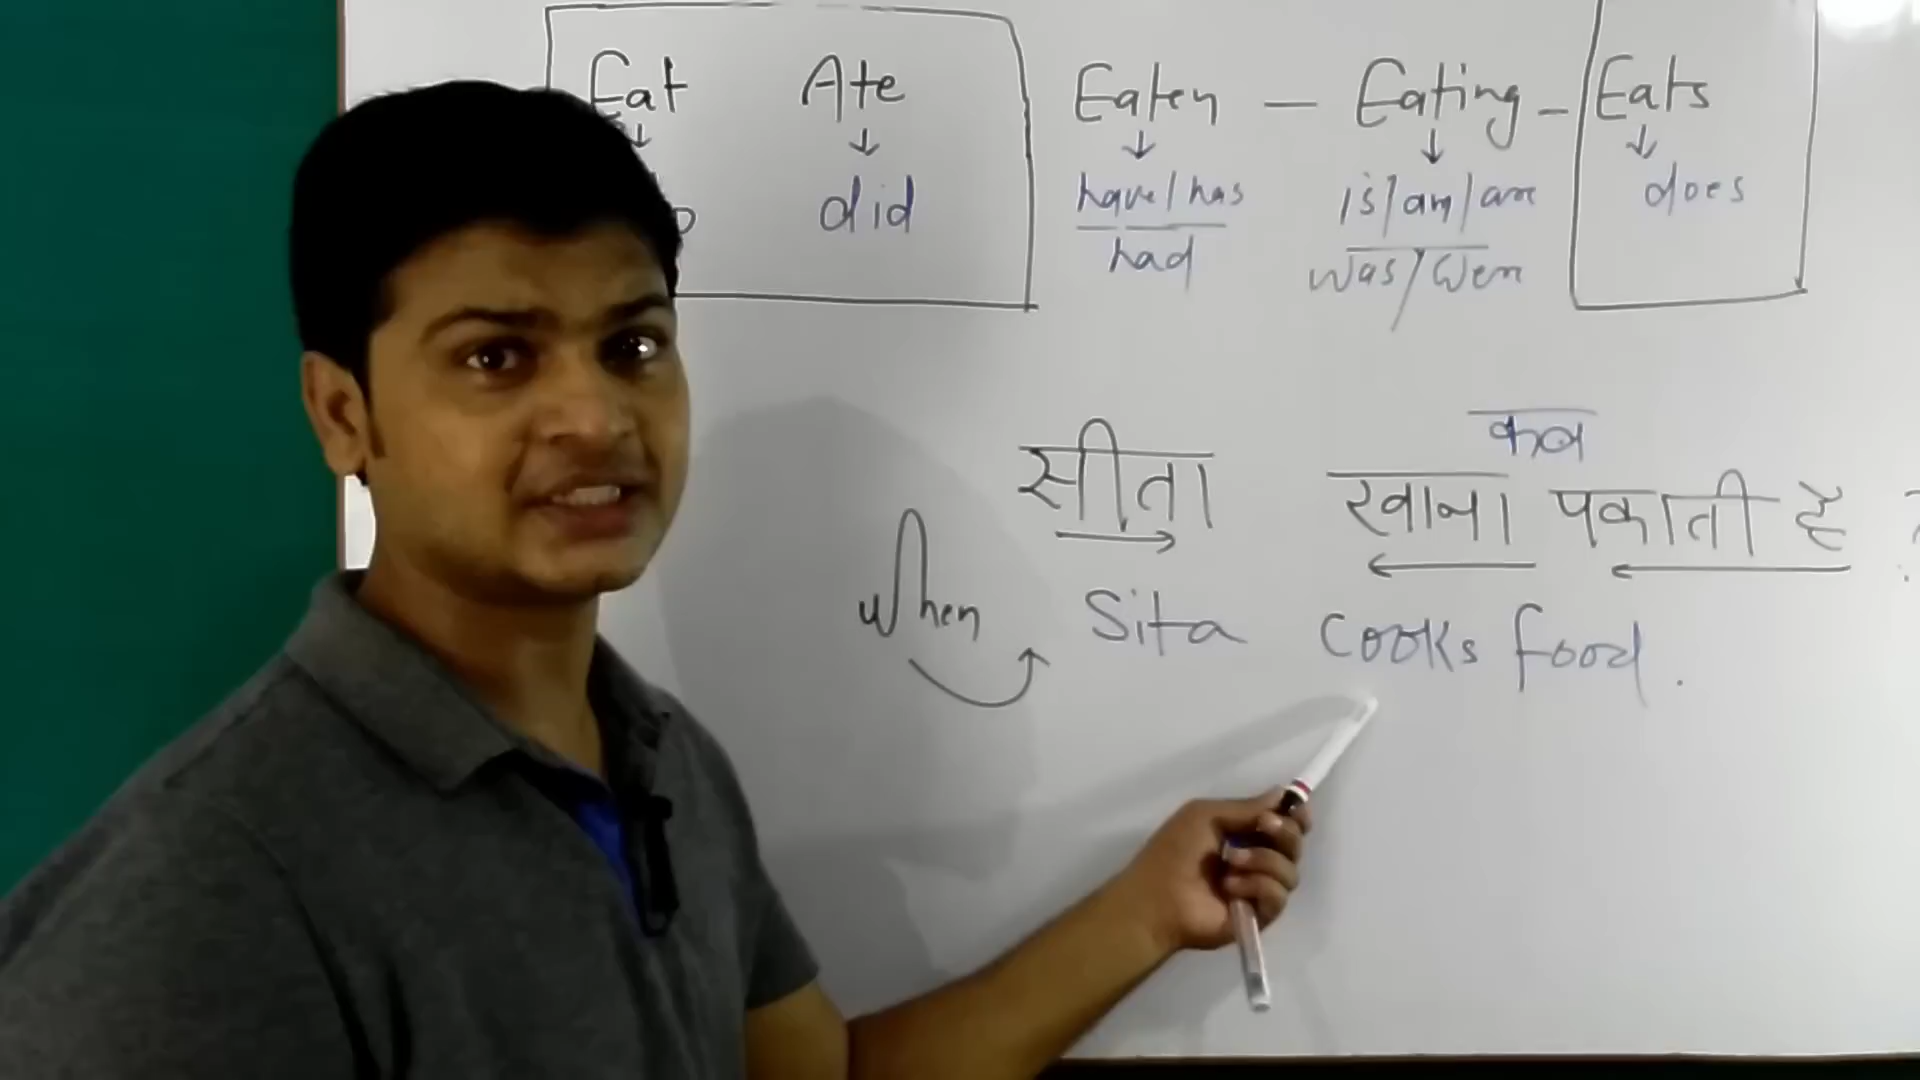 Eat Ate Eaten — Eating - Eats
did have/has is/am/are does
had was/were
कब
सीता खाना पकाती है ?
When Sita cooks food.